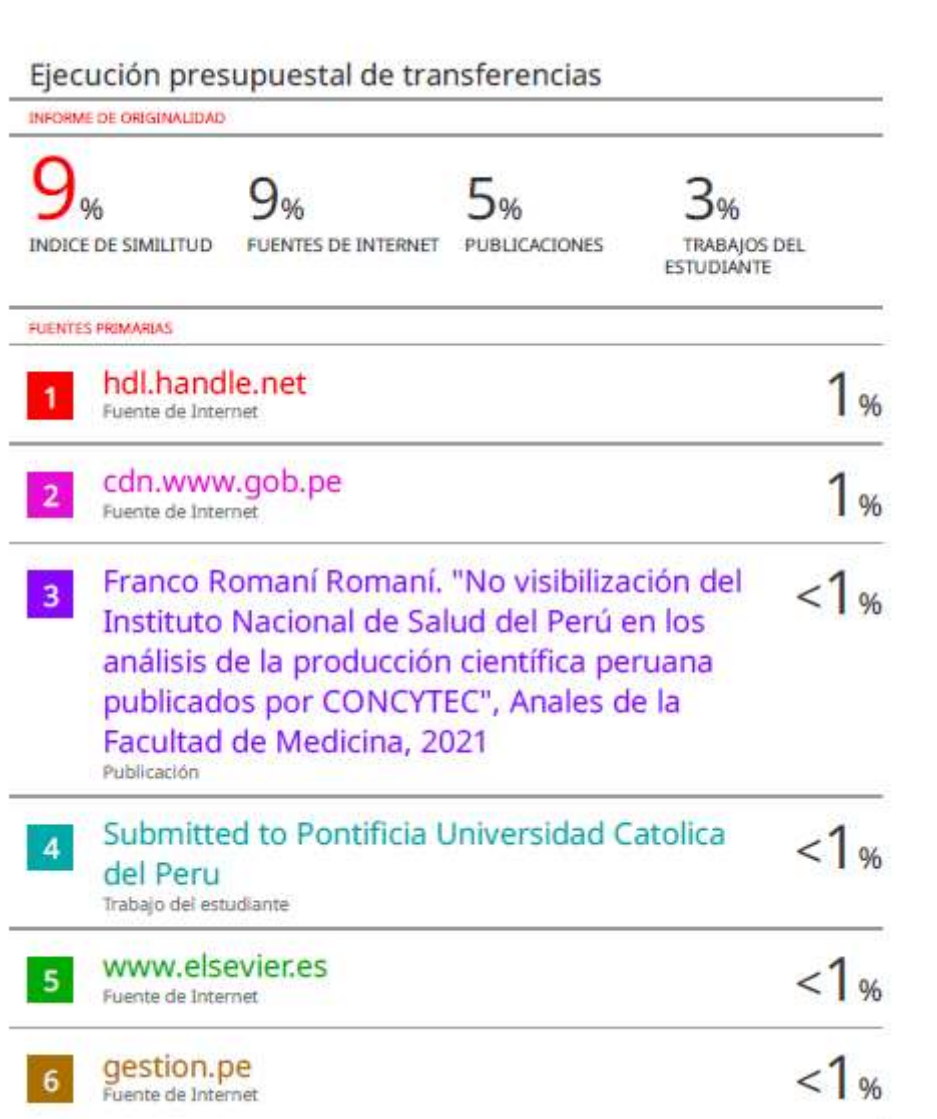 Ejecución presupuestal de transferencias
INFORME DE ORIGINALIDAD
9%
INDICE DE SIMILITUD
9%
FUENTES DE INTERNET
5%
PUBLICACIONES
3%
TRABAJOS DEL
ESTUDIANTE
FUENTES PRIMARIAS
1
hdl.handle.net
Fuente de Internet
1%
2
cdn.www.gob.pe
Fuente de Internet
1%
3
Franco Romaní Romaní. "No visibilización del
Instituto Nacional de Salud del Perú en los
análisis de la producción científica peruana
publicados por CONCYTEC", Anales de la
Facultad de Medicina, 2021
Publicación
<1%
4
Submitted to Pontificia Universidad Catolica
del Peru
Trabajo del estudiante
<1%
5
www.elsevier.es
Fuente de Internet
<1%
6
gestion.pe
Fuente de Internet
<1%